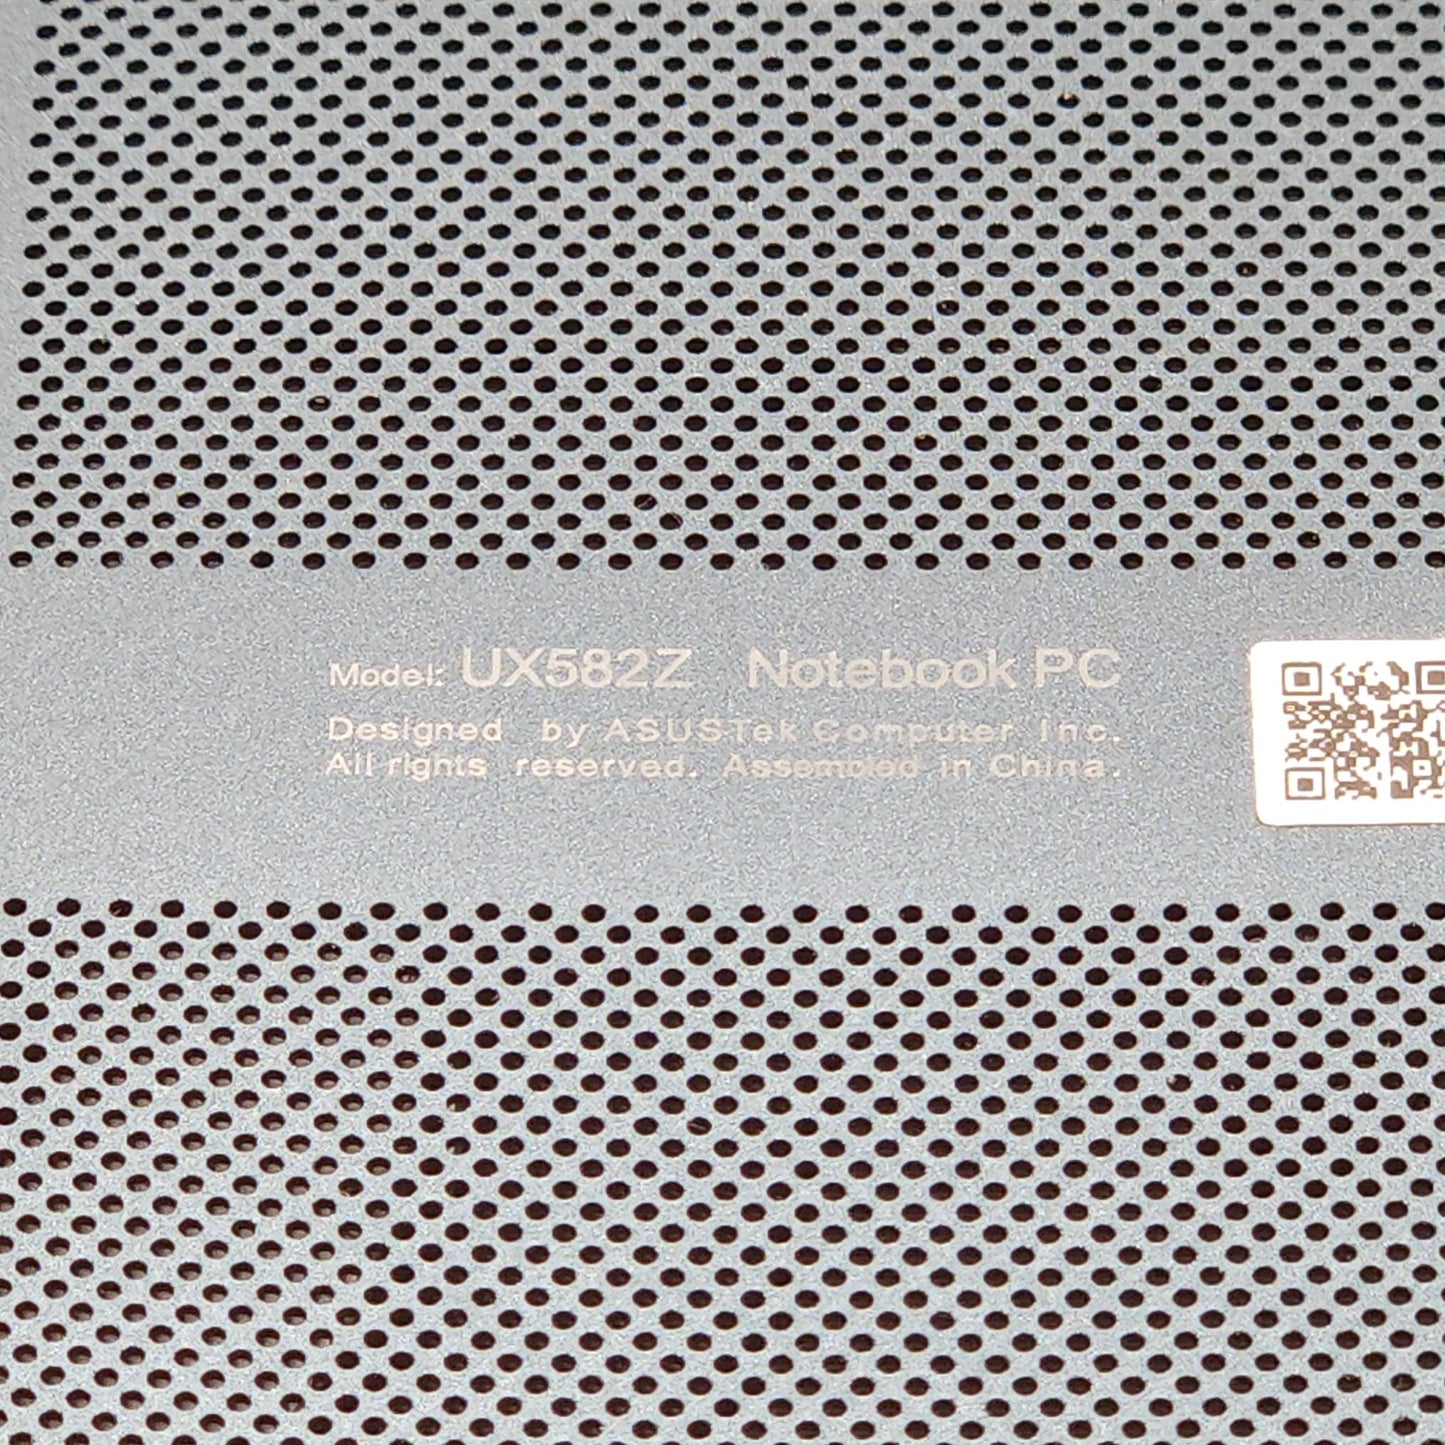 Model: UX582Z Notebook PC
Designed by ASUSTek Computer Inc.
All rights reserved. Assembled in China.